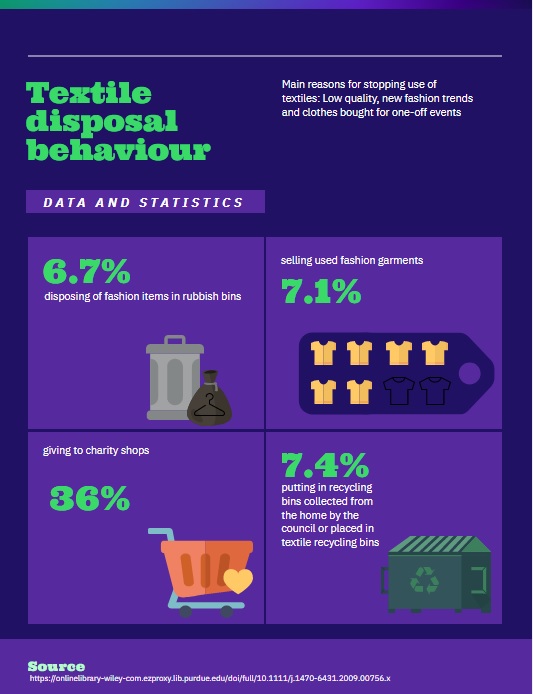 Textile
disposal
behaviour
Main reasons for stopping use of
textiles: Low quality, new fashion trends
and clothes bought for one-off events
DATA AND STATISTICS
6.7%
disposing of fashion items in rubbish bins
selling used fashion garments
7.1%
giving to charity shops
36%
7.4%
putting in recycling
bins collected from
the home by the
council or placed in
textile recycling bins
Source
https://onlinelibrary-wiley-com.ezproxy.lib.purdue.edu/doi/full/10.1111/j.1470-6431.2009.00756.x